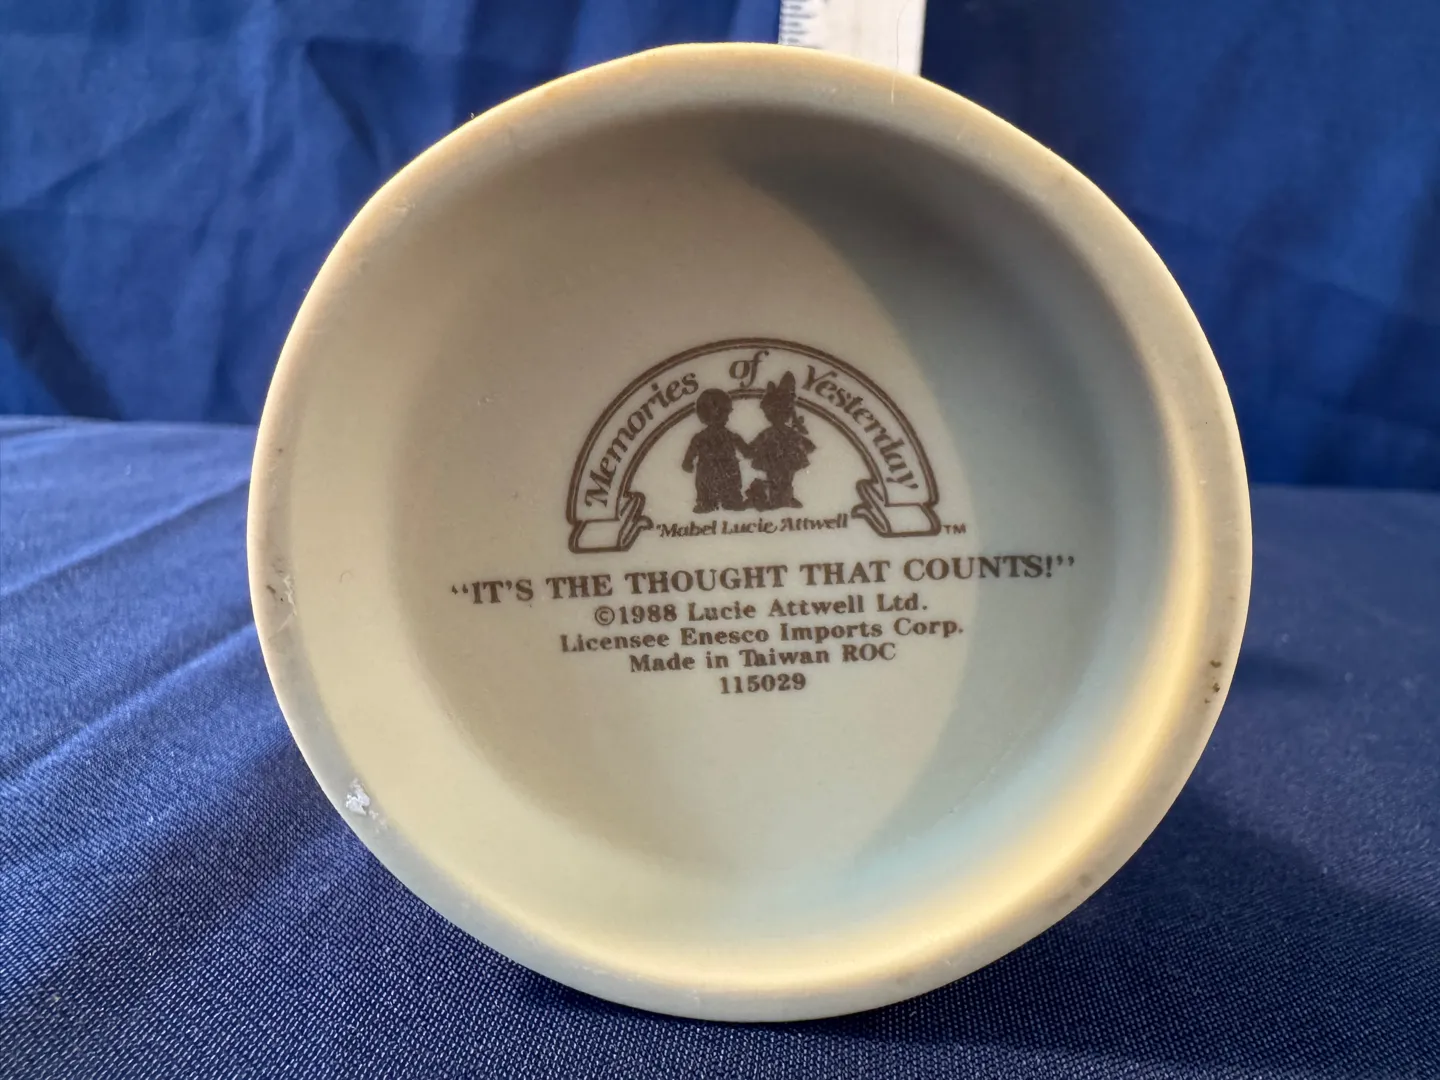 Memories of Yesterday
Mabel Lucie Attwell TM
“IT'S THE THOUGHT THAT COUNTS!”
©1988 Lucie Attwell Ltd.
Licensee Enesco Imports Corp.
Made in Taiwan ROC
115029